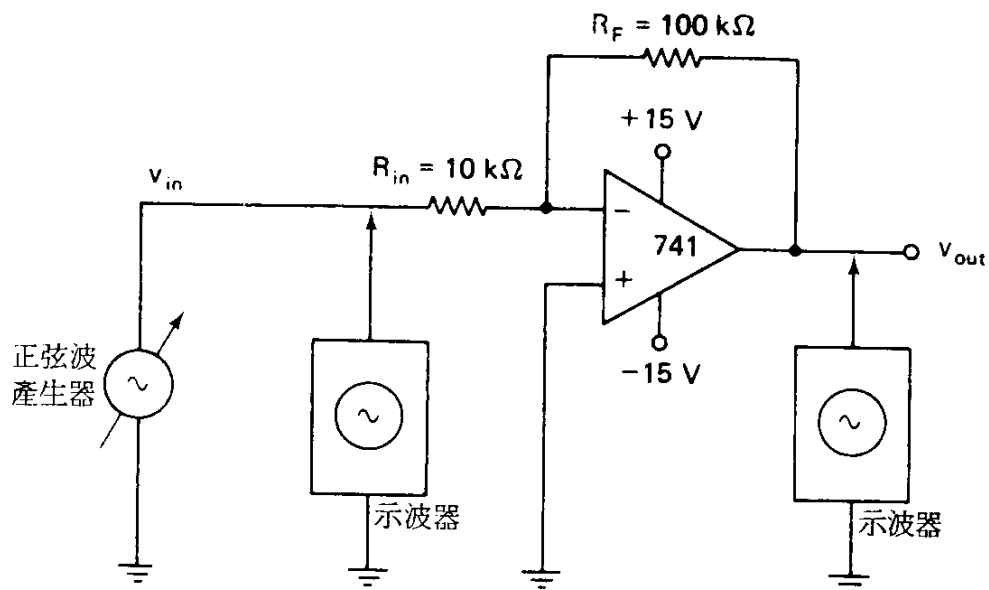 R_F = 100 kΩ
+15 V
R_in = 10 kΩ
v_in
−
741
+
v_out
−15 V
正弦波
產生器
示波器
示波器